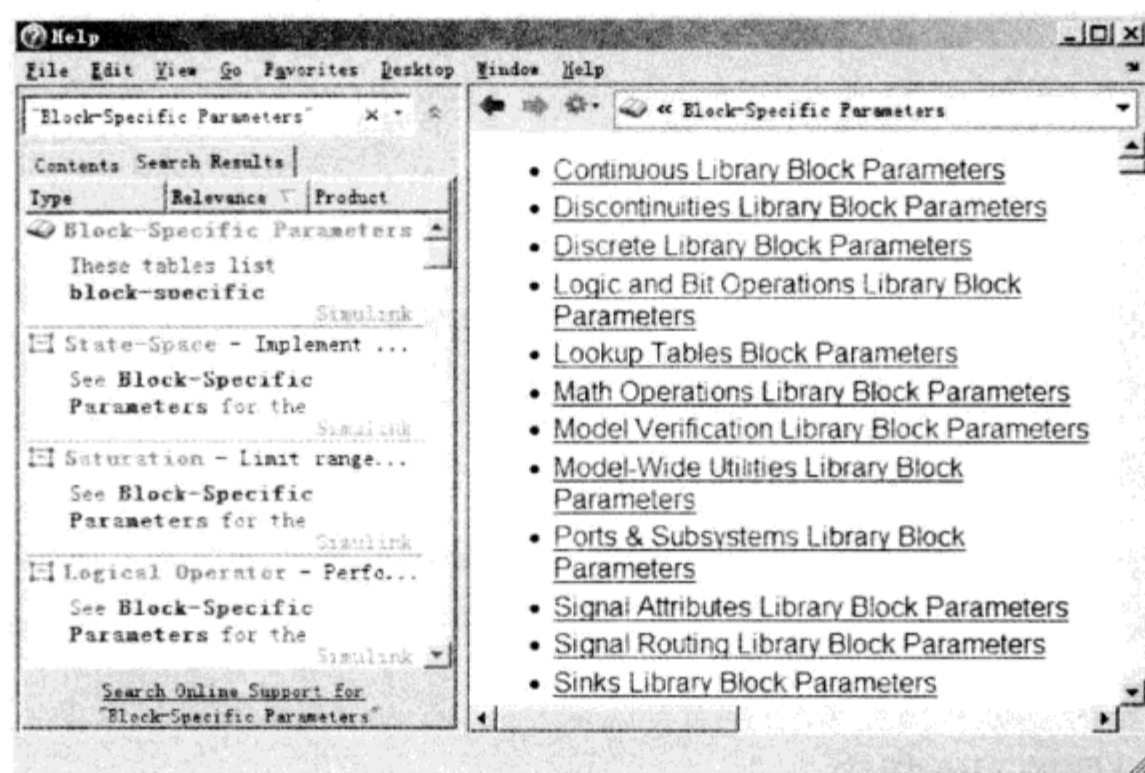 Help
File Edit View Go Favorites Desktop Window Help
"Block-Specific Parameters"
Contents Search Results
Type Relevance Product
Block-Specific Parameters
These tables list
block-specific
Simulink
State-Space - Implement ...
See Block-Specific
Parameters for the
Simulink
Saturation - Limit range...
See Block-Specific
Parameters for the
Simulink
Logical Operator - Perfo...
See Block-Specific
Parameters for the
Simulink
Search Online Support for
"Block-Specific Parameters"
« Block-Specific Parameters
• Continuous Library Block Parameters
• Discontinuities Library Block Parameters
• Discrete Library Block Parameters
• Logic and Bit Operations Library Block
Parameters
• Lookup Tables Block Parameters
• Math Operations Library Block Parameters
• Model Verification Library Block Parameters
• Model-Wide Utilities Library Block
Parameters
• Ports & Subsystems Library Block
Parameters
• Signal Attributes Library Block Parameters
• Signal Routing Library Block Parameters
• Sinks Library Block Parameters